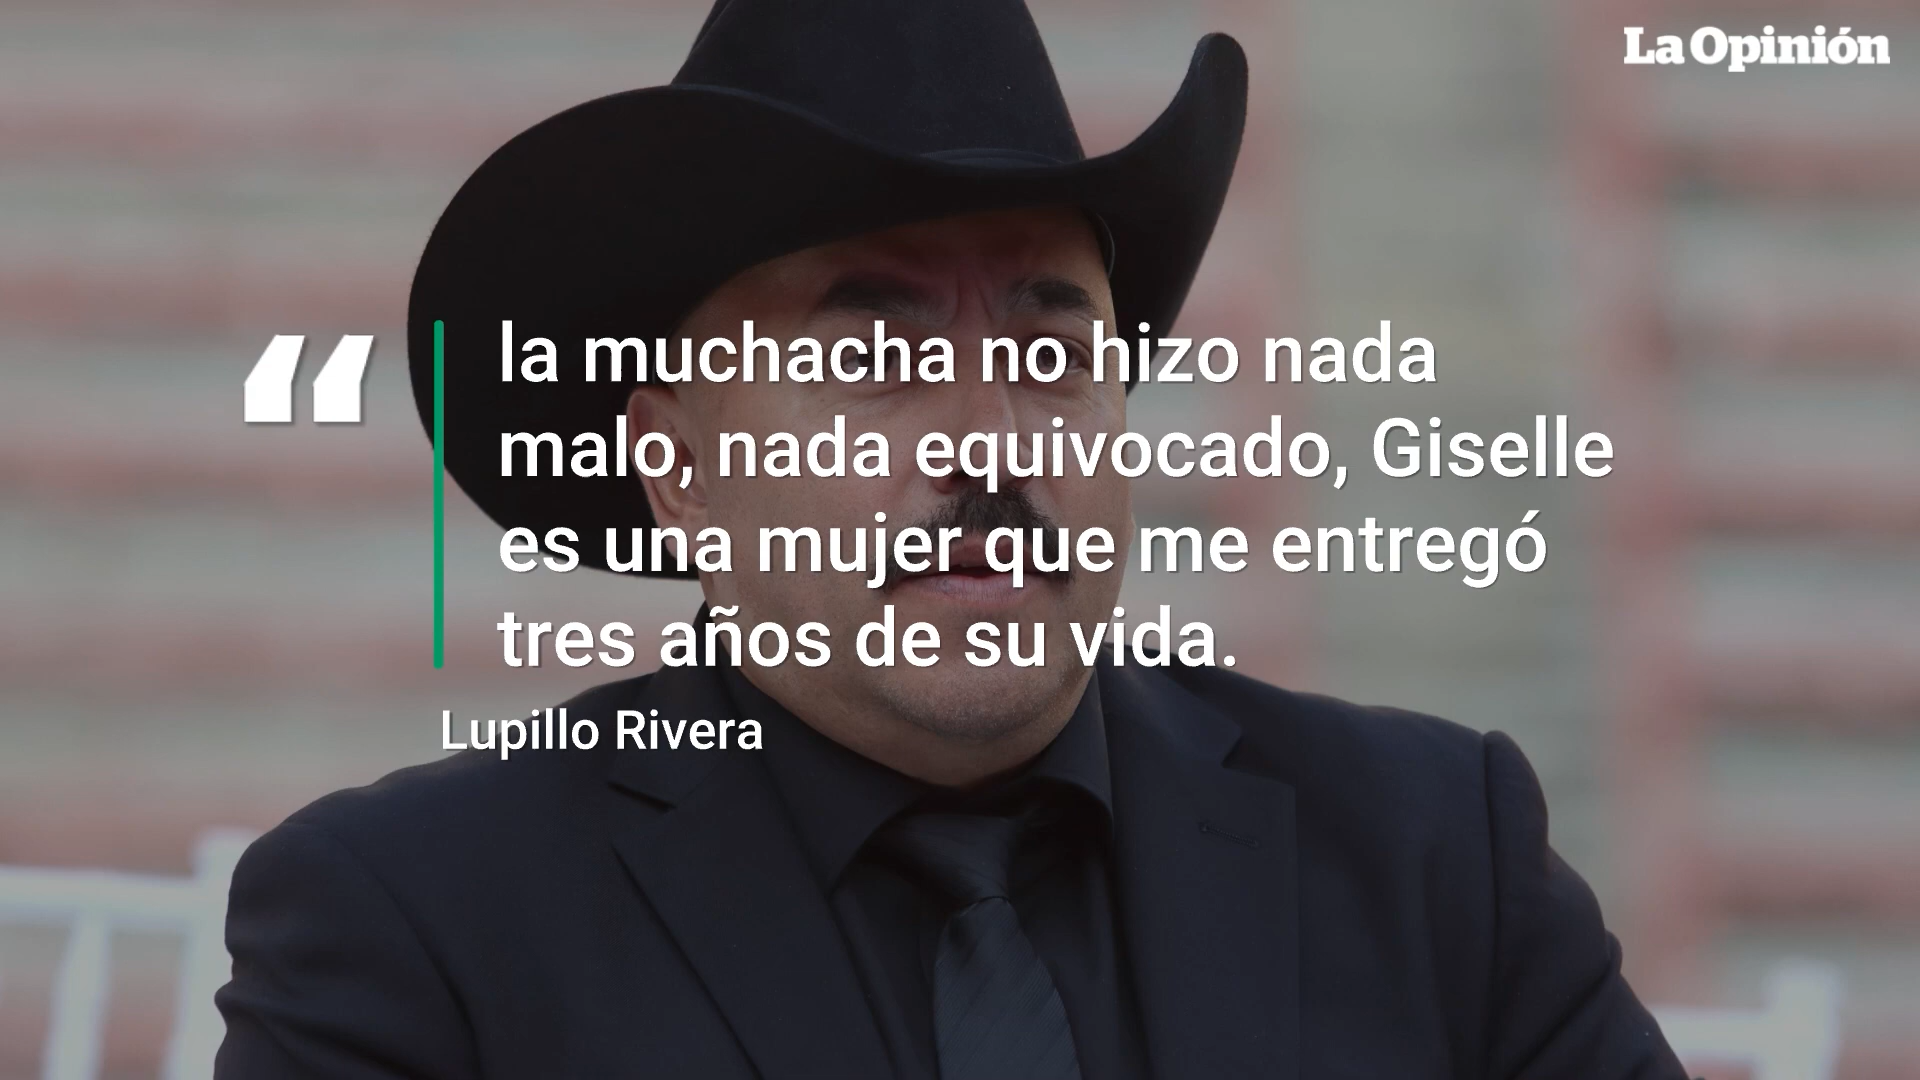 La Opinión
“
la muchacha no hizo nada
malo, nada equivocado, Giselle
es una mujer que me entregó
tres años de su vida.
Lupillo Rivera